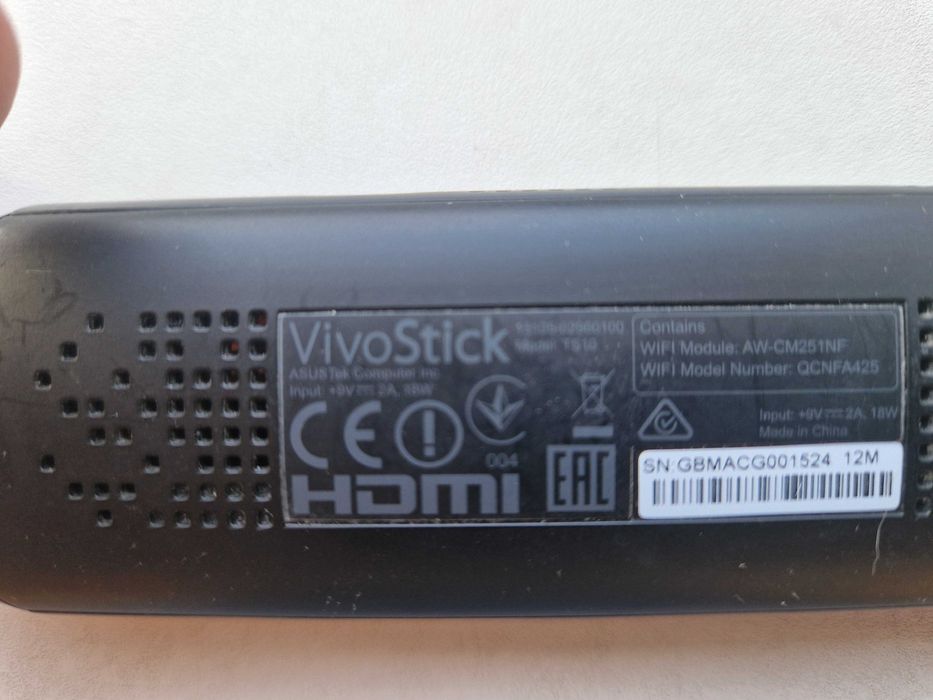 VivoStick
Model: TS10
ASUSTek Computer Inc.
Input: +9V⎓2A, 18W
004
HDMI
EAC
Contains
WIFI Module: AW-CM251NF
WIFI Model Number: QCNFA425
Input: +9V⎓2A, 18W
Made in China
SN:GBMACG001524 12M